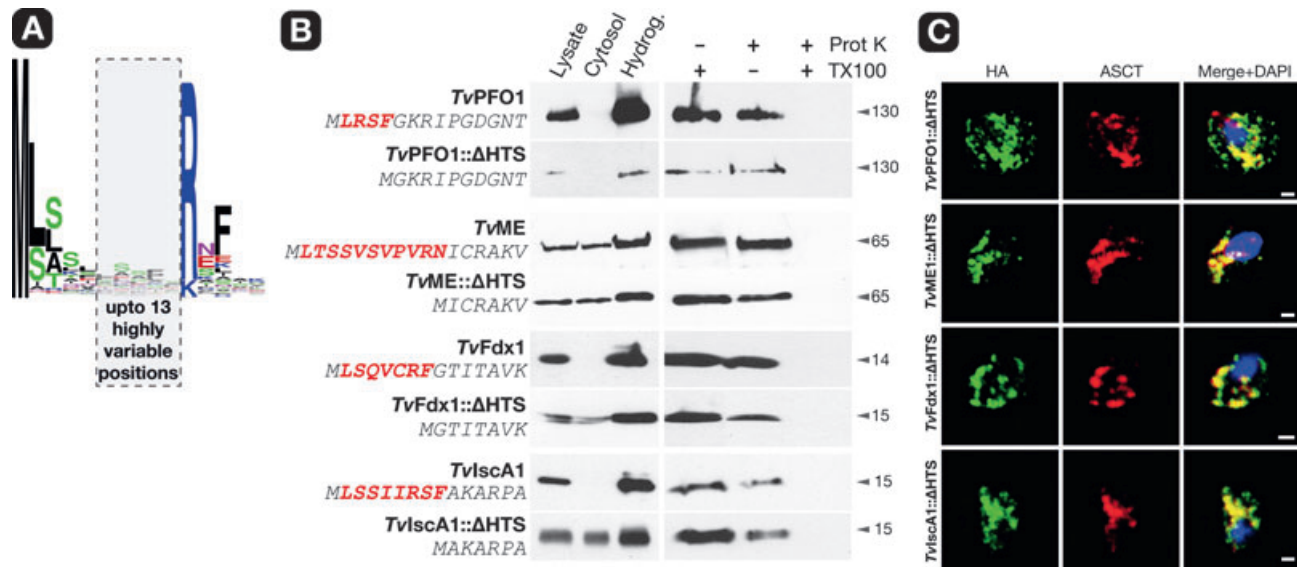 A
upto 13
highly
variable
positions
B
Lysate
Cytosol
Hydrog.
– + + Prot K
+ – + TX100
TvPFO1
MLRSFGKRIPGDGNT
130
TvPFO1::ΔHTS
MGKRIPGDGNT
130
TvME
MLTSSVSVPVRNICRAKV
65
TvME::ΔHTS
MICRAKV
65
TvFdx1
MLSQVCRFGTITAVK
14
TvFdx1::ΔHTS
MGTITAVK
15
TvIscA1
MLSSIIRSFAKARPA
15
TvIscA1::ΔHTS
MAKARPA
15
C
HA ASCT Merge+DAPI
TvPFO1::ΔHTS
TvME1::ΔHTS
TvFdx1::ΔHTS
TvIscA1::ΔHTS